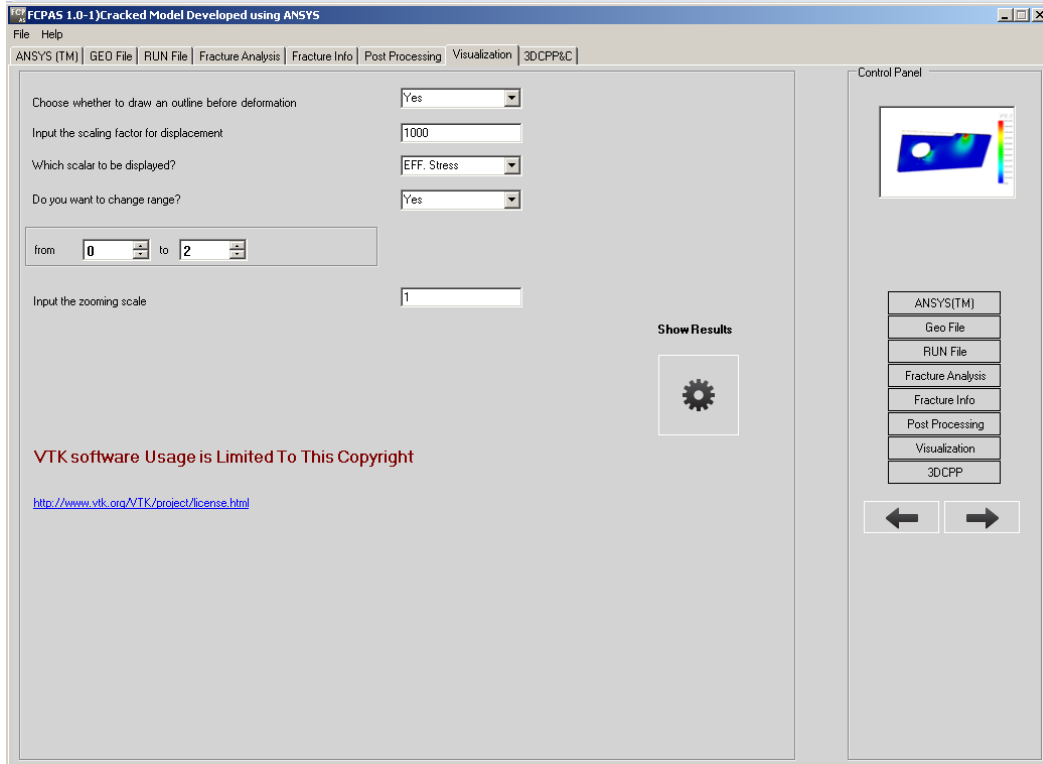 FCPAS 1.0-1)Cracked Model Developed using ANSYS
File Help
ANSYS (TM) GEO File RUN File Fracture Analysis Fracture Info Post Processing Visualization 3DCPP&C
Control Panel
Choose whether to draw an outline before deformation Yes
Input the scaling factor for displacement 1000
Which scalar to be displayed? EFF. Stress
Do you want to change range? Yes
from 0 to 2
Input the zooming scale 1
Show Results
VTK software Usage is Limited To This Copyright
http://www.vtk.org/VTK/project/license.html
ANSYS(TM)
Geo File
RUN File
Fracture Analysis
Fracture Info
Post Processing
Visualization
3DCPP